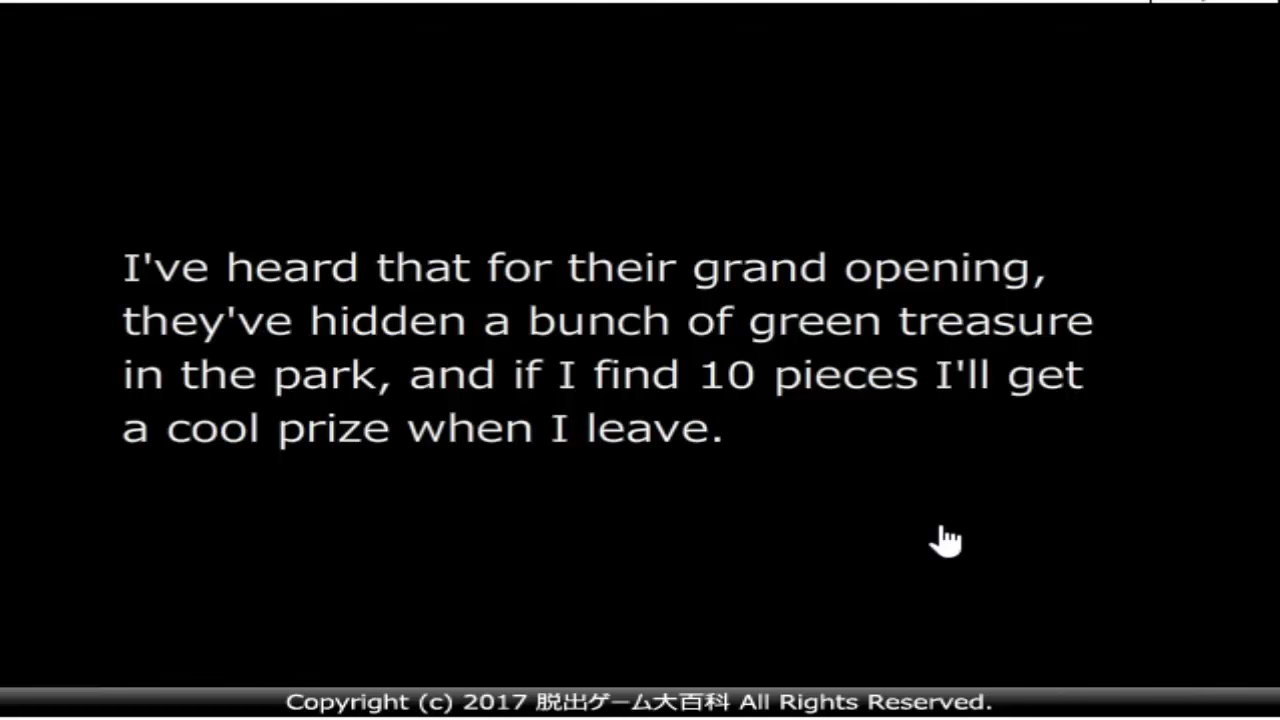 I've heard that for their grand opening,
they've hidden a bunch of green treasure
in the park, and if I find 10 pieces I'll get
a cool prize when I leave.
Copyright (c) 2017 脱出ゲーム大百科 All Rights Reserved.